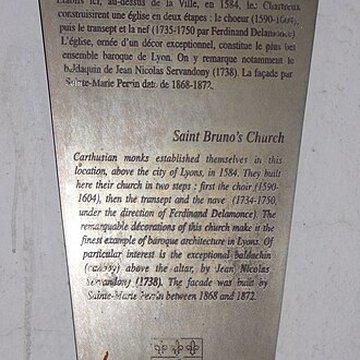 Etablis ici, au-dessus de la Ville, en 1584, les Chartreux
construisirent une église en deux étapes : le choeur (1590-1604),
puis le transept et la nef (1735-1750 par Ferdinand Delamonce).
L'église, ornée d'un décor exceptionnel, constitue le plus bel
ensemble baroque de Lyon. On y remarque notamment le
baldaquin de Jean Nicolas Servandony (1738). La façade par
Sainte-Marie Perrin date de 1868-1872.
Saint Bruno's Church
Carthusian monks established themselves in this
location, above the city of Lyons, in 1584. They built
here their church in two steps : first the choir (1590-
1604), then the transept and the nave (1734-1750,
under the direction of Ferdinand Delamonce). The
remarquable décorations of this church make it the
finest example of baroque architecture in Lyons. Of
particular interest is the exceptional baldachin
(canopy) above the altar, by Jean Nicolas
Servandony (1738). The facade was built by
Sainte-Marie Perrin between 1868 and 1872.